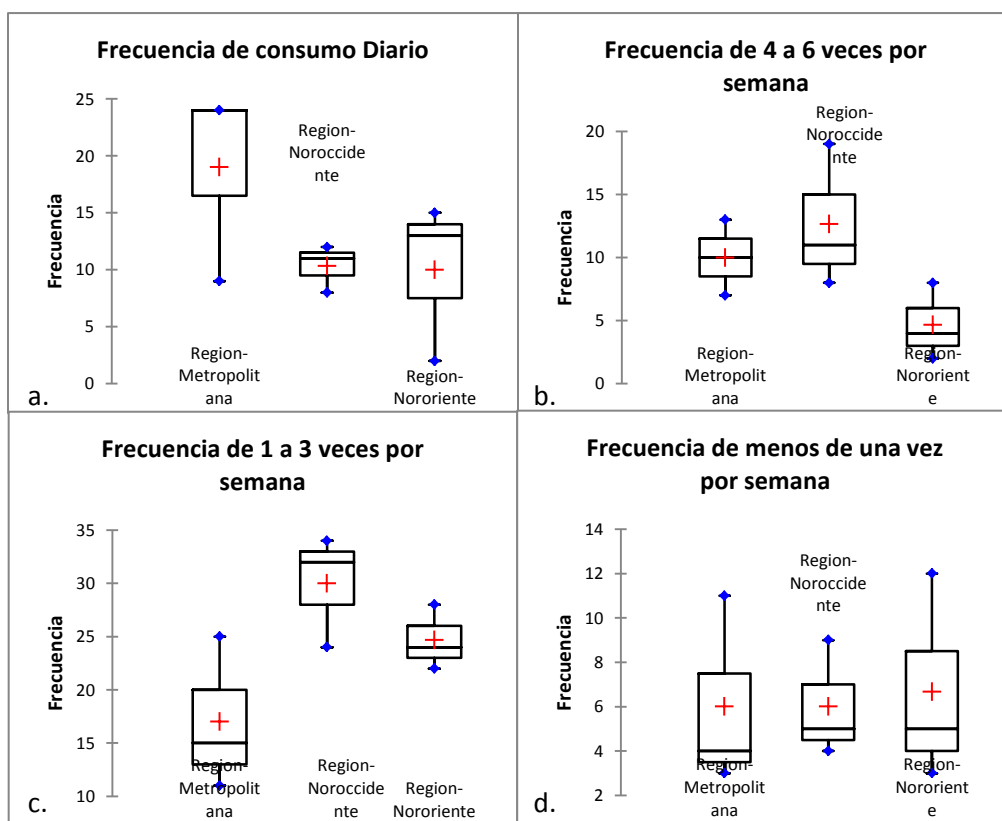 Frecuencia de consumo Diario
Frecuencia
25
20
15
10
5
0
Region-
Metropolit
ana
Region-
Noroccide
nte
Region-
Nororiente
a.
Frecuencia de 4 a 6 veces por
semana
Frecuencia
20
15
10
5
0
Region-
Metropolit
ana
Region-
Noroccide
nte
Region-
Nororient
e
b.
Frecuencia de 1 a 3 veces por
semana
Frecuencia
35
30
25
20
15
10
Region-
Metropolit
ana
Region-
Noroccide
nte
Region-
Nororiente
c.
Frecuencia de menos de una vez
por semana
Frecuencia
14
12
10
8
6
4
2
Region-
Metropolit
ana
Region-
Noroccide
nte
Region-
Nororient
e
d.